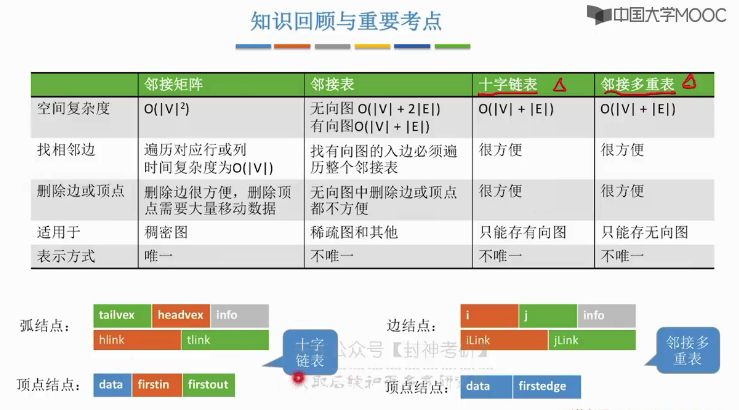 知识回顾与重要考点
中国大学MOOC
邻接矩阵 邻接表 十字链表 邻接多重表
空间复杂度 O(|V|²) 无向图 O(|V| + 2|E|) O(|V| + |E|) O(|V| + |E|)
有向图O(|V| + |E|)
找相邻边 遍历对应行或列 找有向图的入边必须遍 很方便 很方便
时间复杂度为O(|V|) 历整个邻接表
删除边或顶点 删除边很方便，删除顶 无向图中删除边或顶点 很方便 很方便
点需要大量移动数据 都不方便
适用于 稠密图 稀疏图和其他 只能存有向图 只能存无向图
表示方式 唯一 不唯一 不唯一 不唯一
弧结点： tailvex headvex info
hlink tlink
十字
链表
顶点结点： data firstin firstout
边结点： i j info
iLink jLink
邻接多
重表
顶点结点： data firstedge
公众号【封神考研】